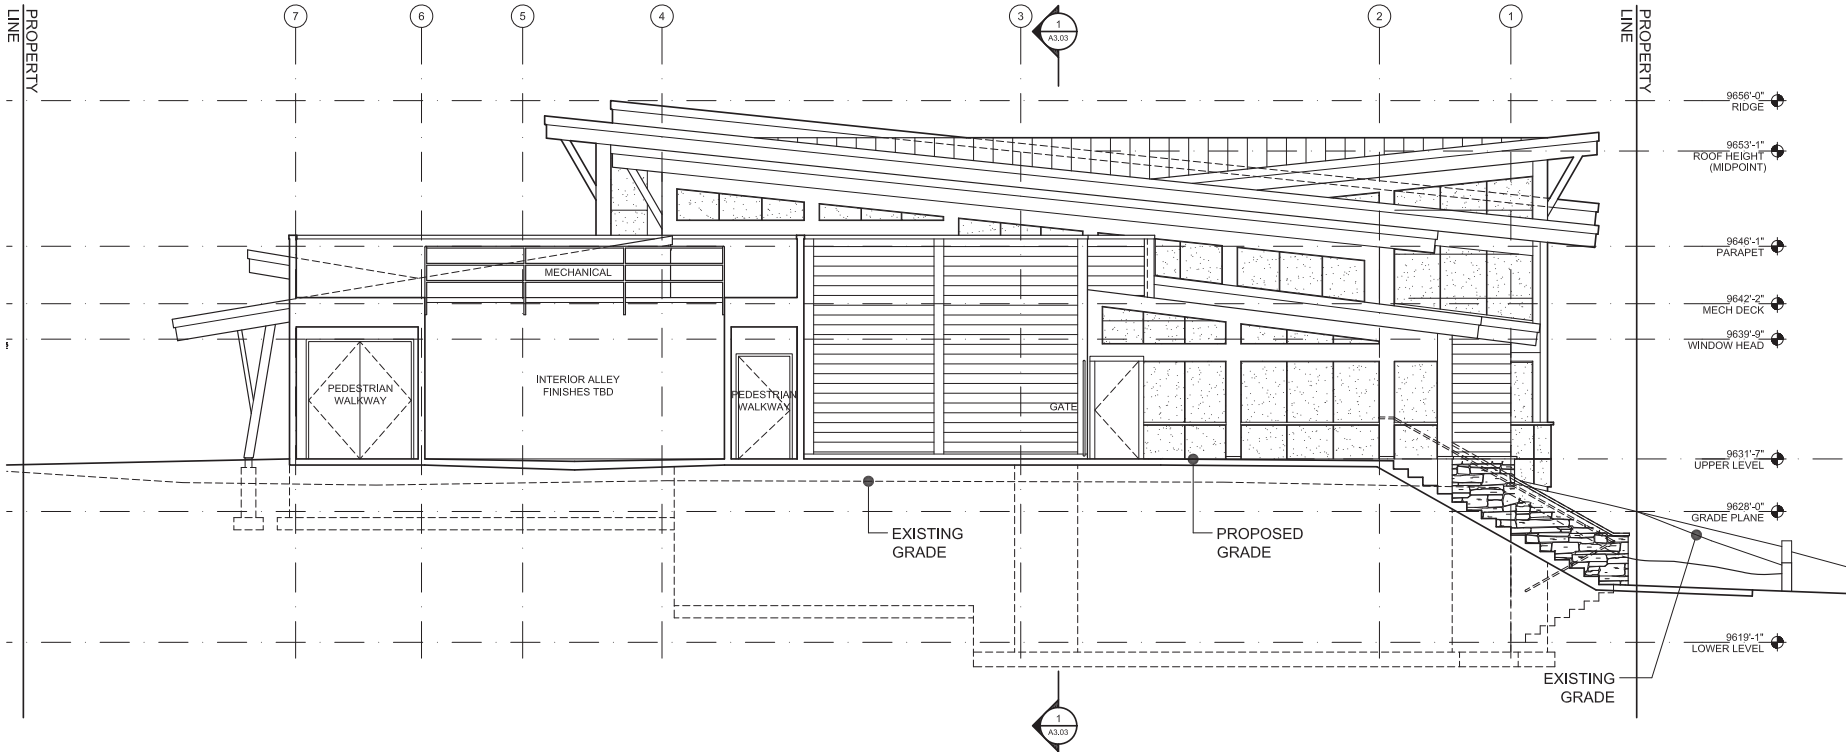 PROPERTY
LINE
7
6
5
4
3
1
A3.03
2
1
PROPERTY
LINE
9656'-0"
RIDGE
9653'-1"
ROOF HEIGHT
(MIDPOINT)
9646'-1"
PARAPET
MECHANICAL
9642'-2"
MECH DECK
9639'-9"
WINDOW HEAD
PEDESTRIAN
WALKWAY
INTERIOR ALLEY
FINISHES TBD
PEDESTRIAN
WALKWAY
GATE
9631'-7"
UPPER LEVEL
9628'-0"
GRADE PLANE
EXISTING
GRADE
PROPOSED
GRADE
9619'-1"
LOWER LEVEL
EXISTING
GRADE
1
A3.03